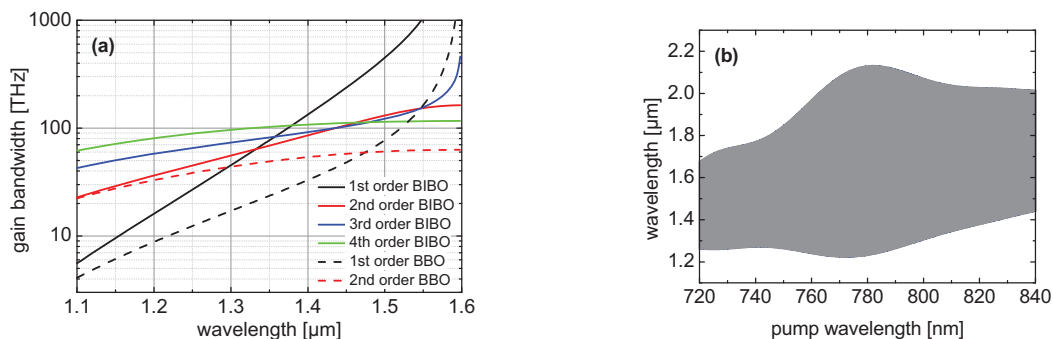 (a)
gain bandwidth [THz]
1000
100
10
1.1 1.2 1.3 1.4 1.5 1.6
wavelength [µm]
1st order BIBO
2nd order BIBO
3rd order BIBO
4th order BIBO
1st order BBO
2nd order BBO
(b)
wavelength [µm]
2.2
2.0
1.8
1.6
1.4
1.2
720 740 760 780 800 820 840
pump wavelength [nm]